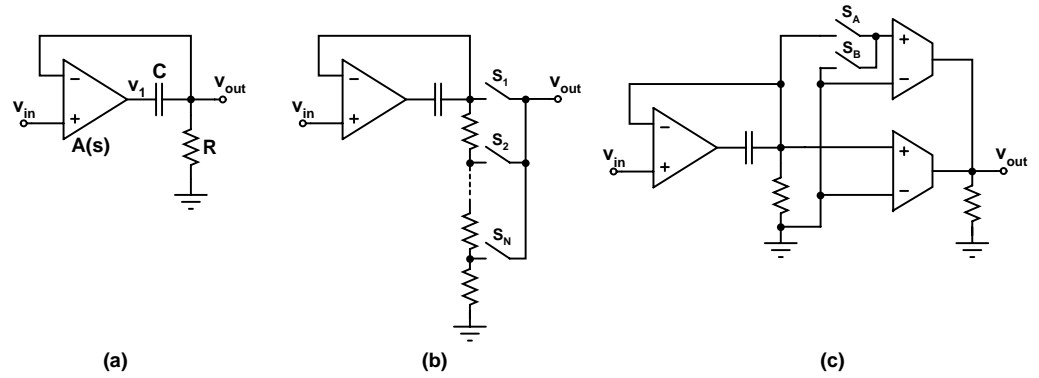 C
v1
vout
vin
−
+
A(s)
R
(a)
S1
vout
vin
−
+
S2
SN
(b)
SA
SB
+
−
−
+
vin
+
−
vout
(c)